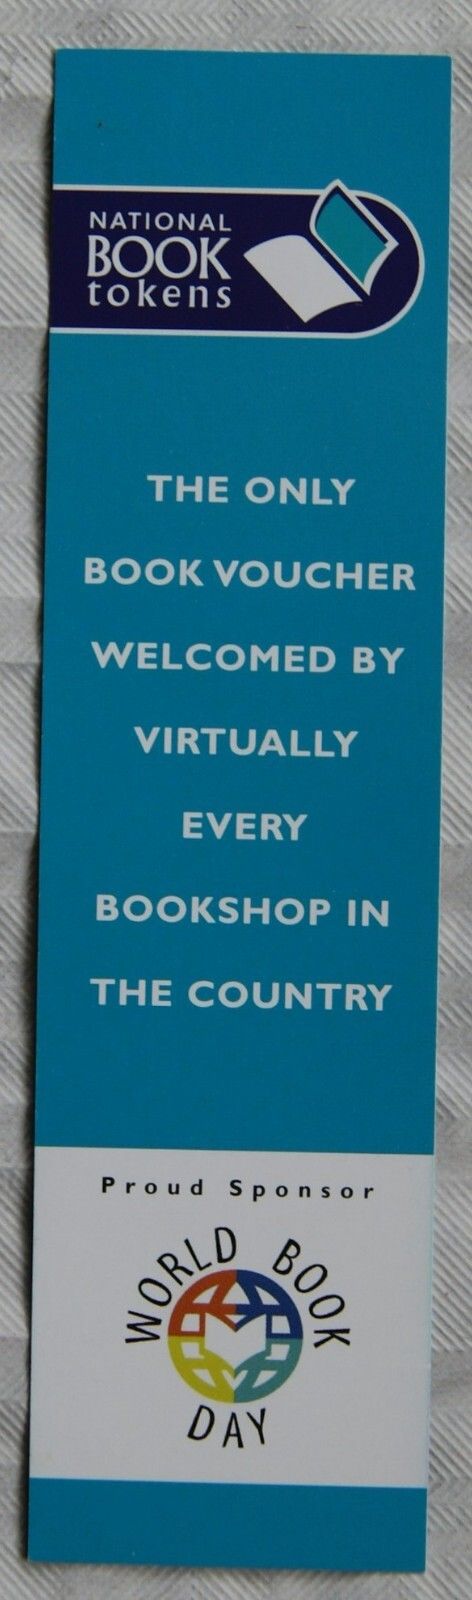 NATIONAL
BOOK
tokens
THE ONLY
BOOK VOUCHER
WELCOMED BY
VIRTUALLY
EVERY
BOOKSHOP IN
THE COUNTRY
Proud Sponsor
WORLD BOOK
DAY